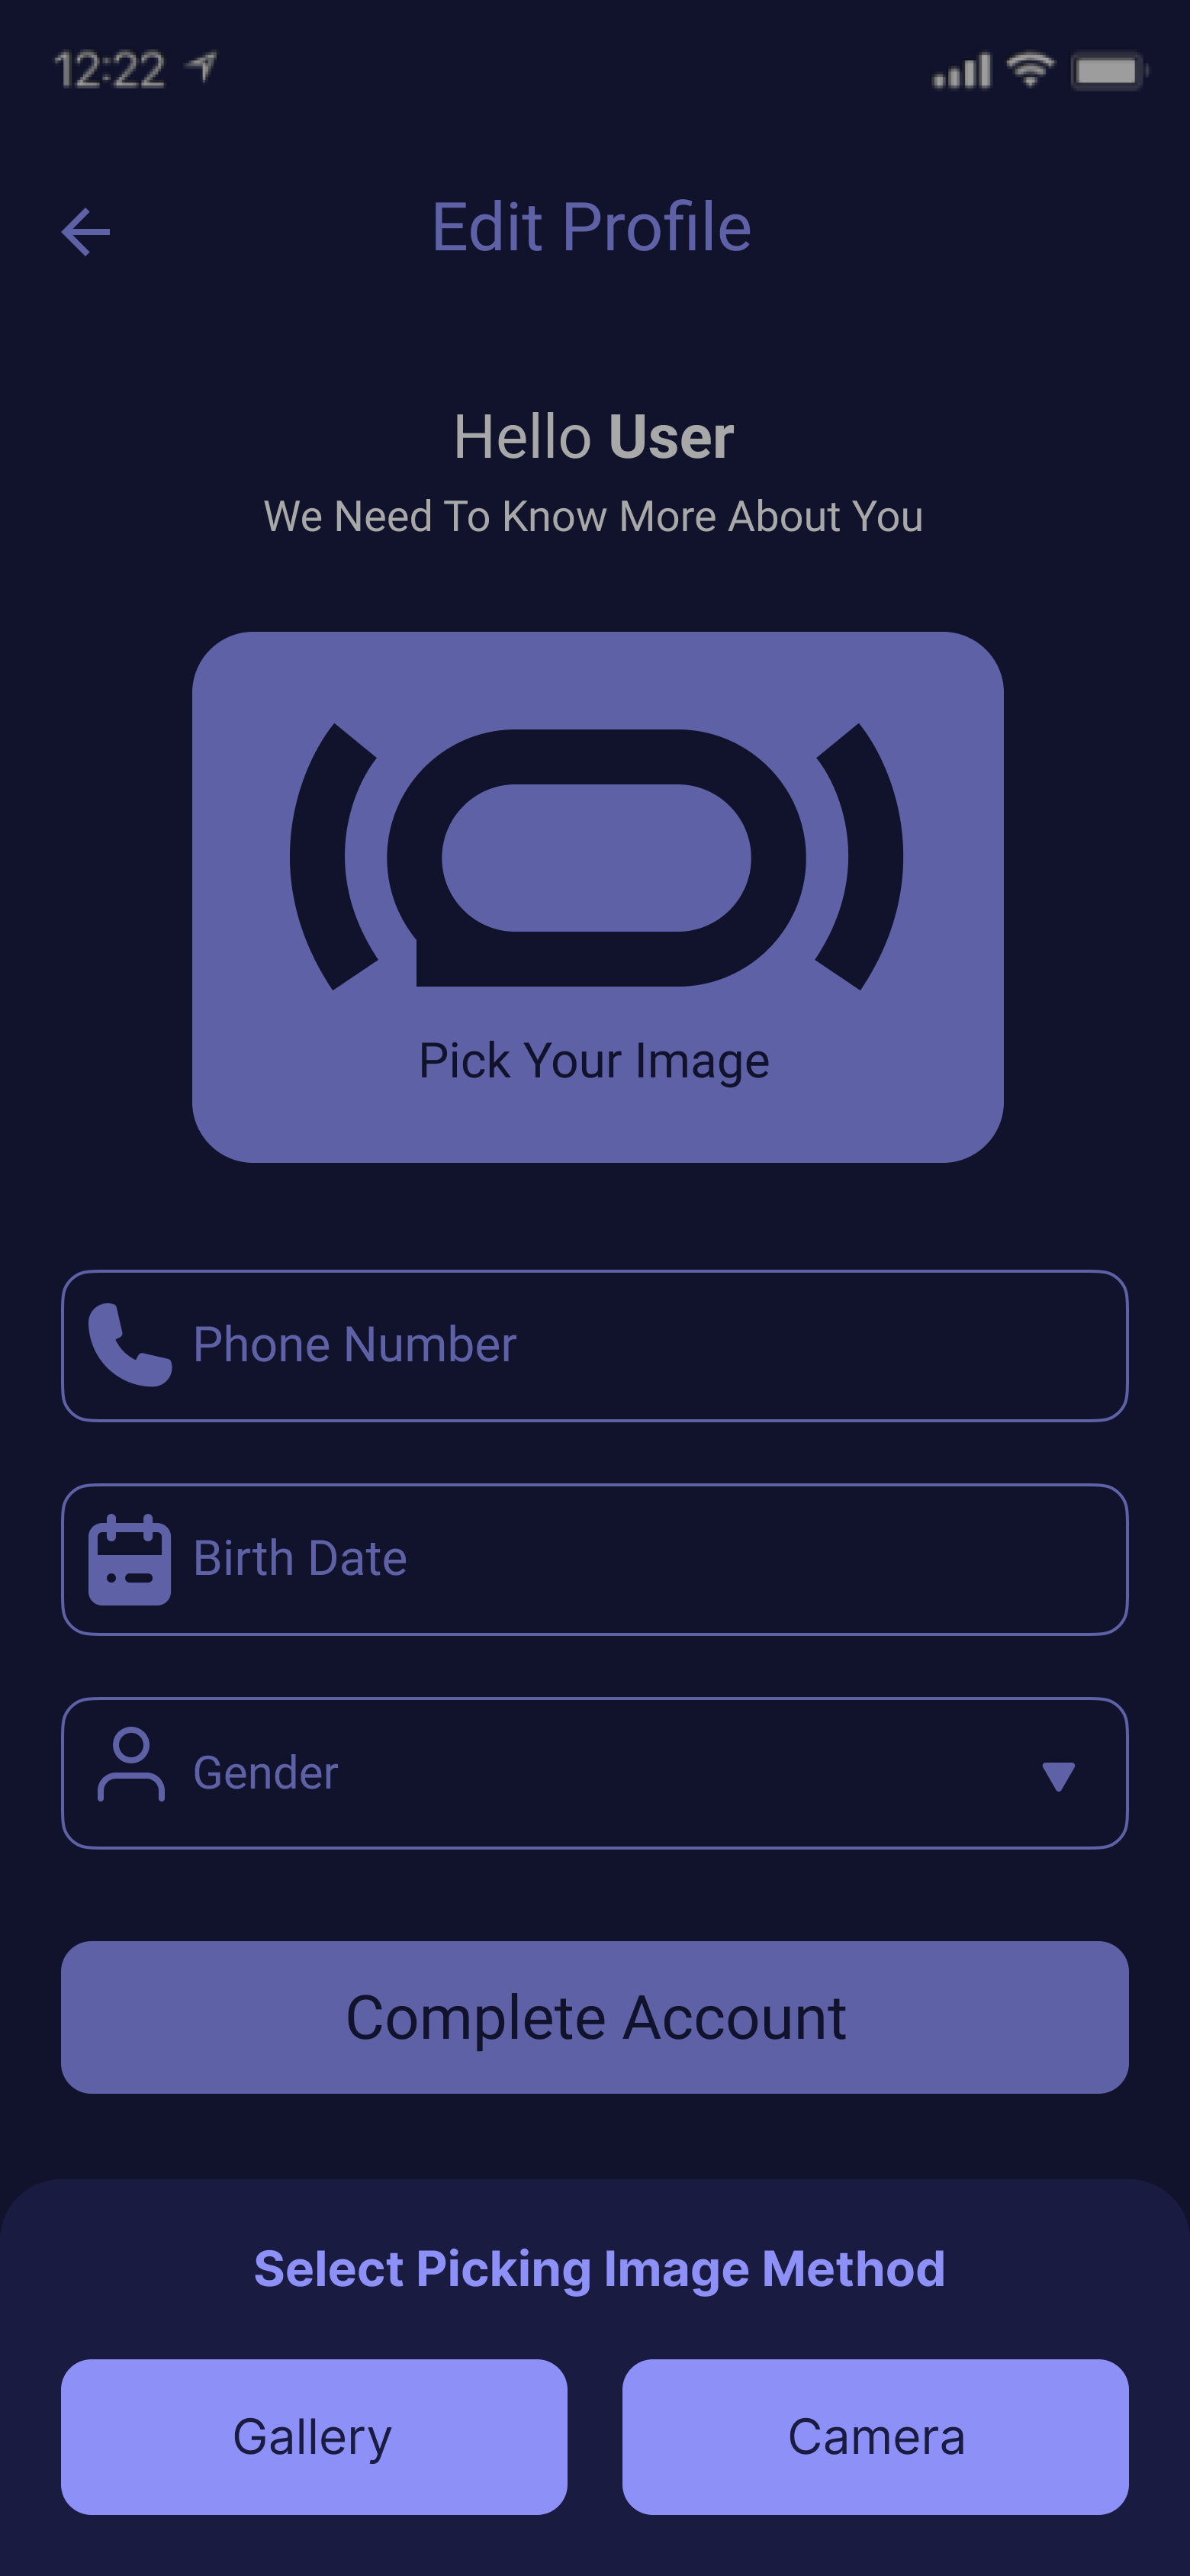 12:22
Edit Profile
Hello User
We Need To Know More About You
Pick Your Image
Phone Number
Birth Date
Gender
Complete Account
Select Picking Image Method
Gallery
Camera